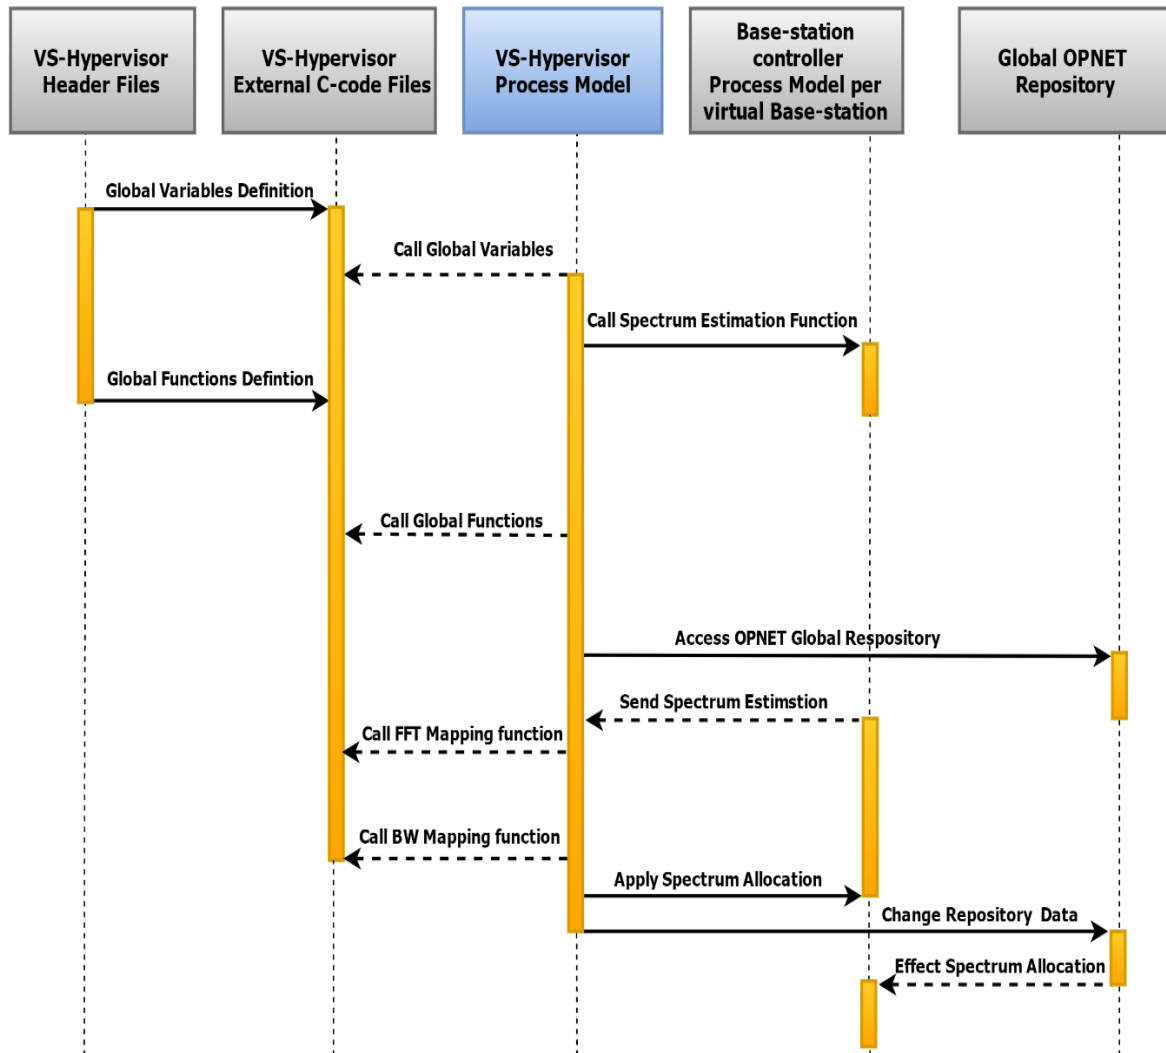 VS-Hypervisor
Header Files
VS-Hypervisor
External C-code Files
VS-Hypervisor
Process Model
Base-station
controller
Process Model per
virtual Base-station
Global OPNET
Repository
Global Variables Definition
Call Global Variables
Call Spectrum Estimation Function
Global Functions Defintion
Call Global Functions
Access OPNET Global Respository
Send Spectrum Estimstion
Call FFT Mapping function
Call BW Mapping function
Apply Spectrum Allocation
Change Repository Data
Effect Spectrum Allocation